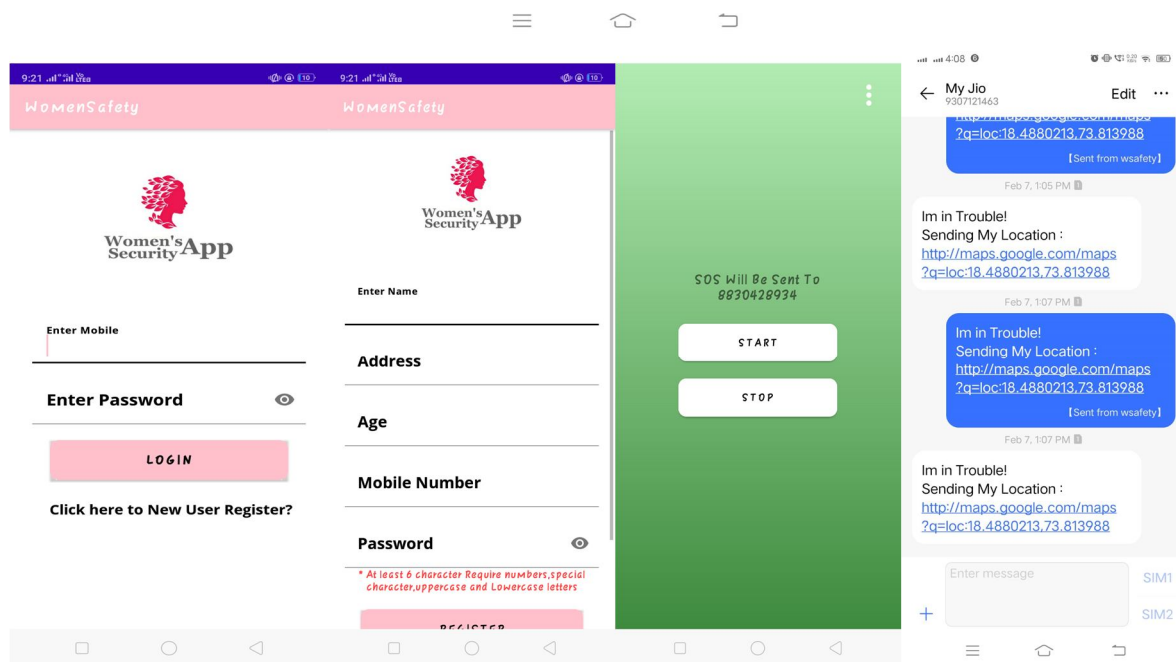 9:21
WomenSafety
Women's
Security App
Enter Mobile
Enter Password
LOGIN
Click here to New User Register?
9:21
WomenSafety
Women's
Security App
Enter Name
Address
Age
Mobile Number
Password
* At least 6 character Require numbers,special
character,uppercase and Lowercase letters
REGISTER
SOS Will Be Sent To
8830428934
START
STOP
4:08
My Jio
9307121463
Edit
http://maps.google.com/maps
?q=loc:18.4880213,73.813988
【Sent from wsafety】
Feb 7, 1:05 PM
Im in Trouble!
Sending My Location :
http://maps.google.com/maps
?q=loc:18.4880213,73.813988
Feb 7, 1:07 PM
Im in Trouble!
Sending My Location :
http://maps.google.com/maps
?q=loc:18.4880213,73.813988
【Sent from wsafety】
Feb 7, 1:07 PM
Im in Trouble!
Sending My Location :
http://maps.google.com/maps
?q=loc:18.4880213,73.813988
Enter message
SIM1
SIM2